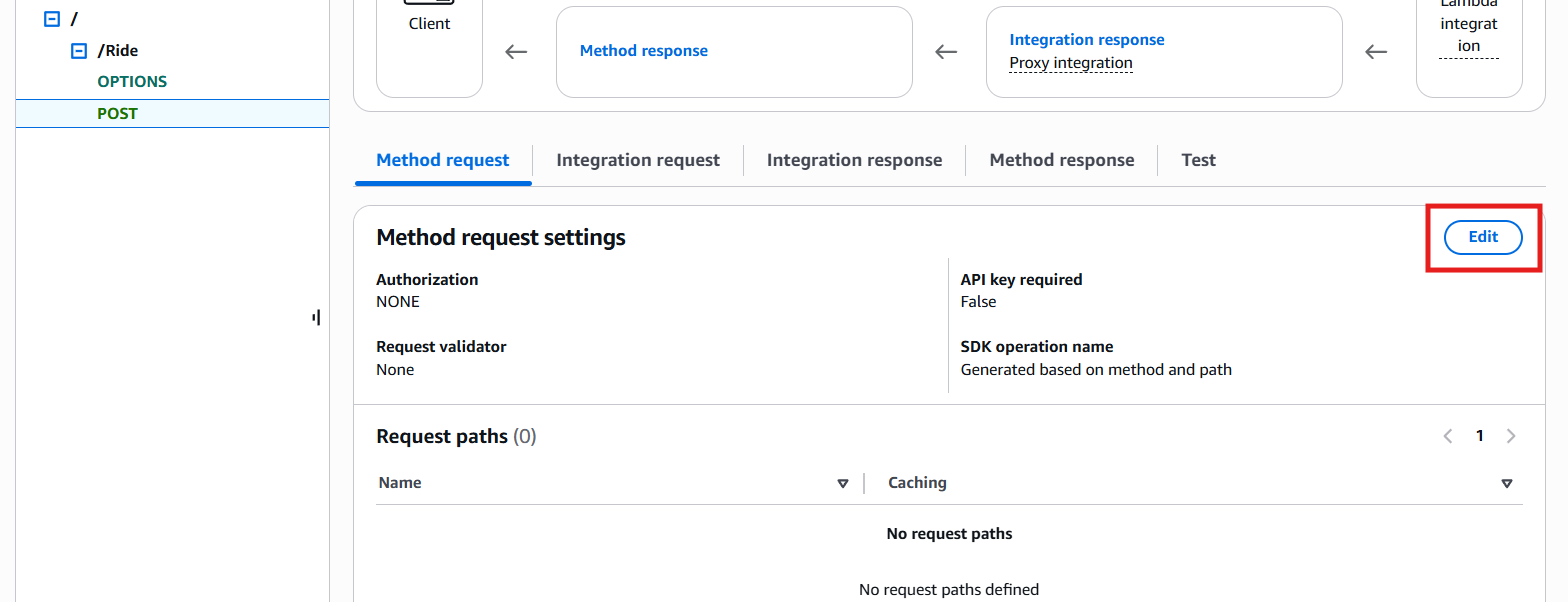 /
/Ride
OPTIONS
POST
Client
Method response
Integration response
Proxy integration
Lambda
integrat
ion
Method request
Integration request
Integration response
Method response
Test
Method request settings
Edit
Authorization
NONE
API key required
False
Request validator
None
SDK operation name
Generated based on method and path
Request paths (0)
1
Name
Caching
No request paths
No request paths defined